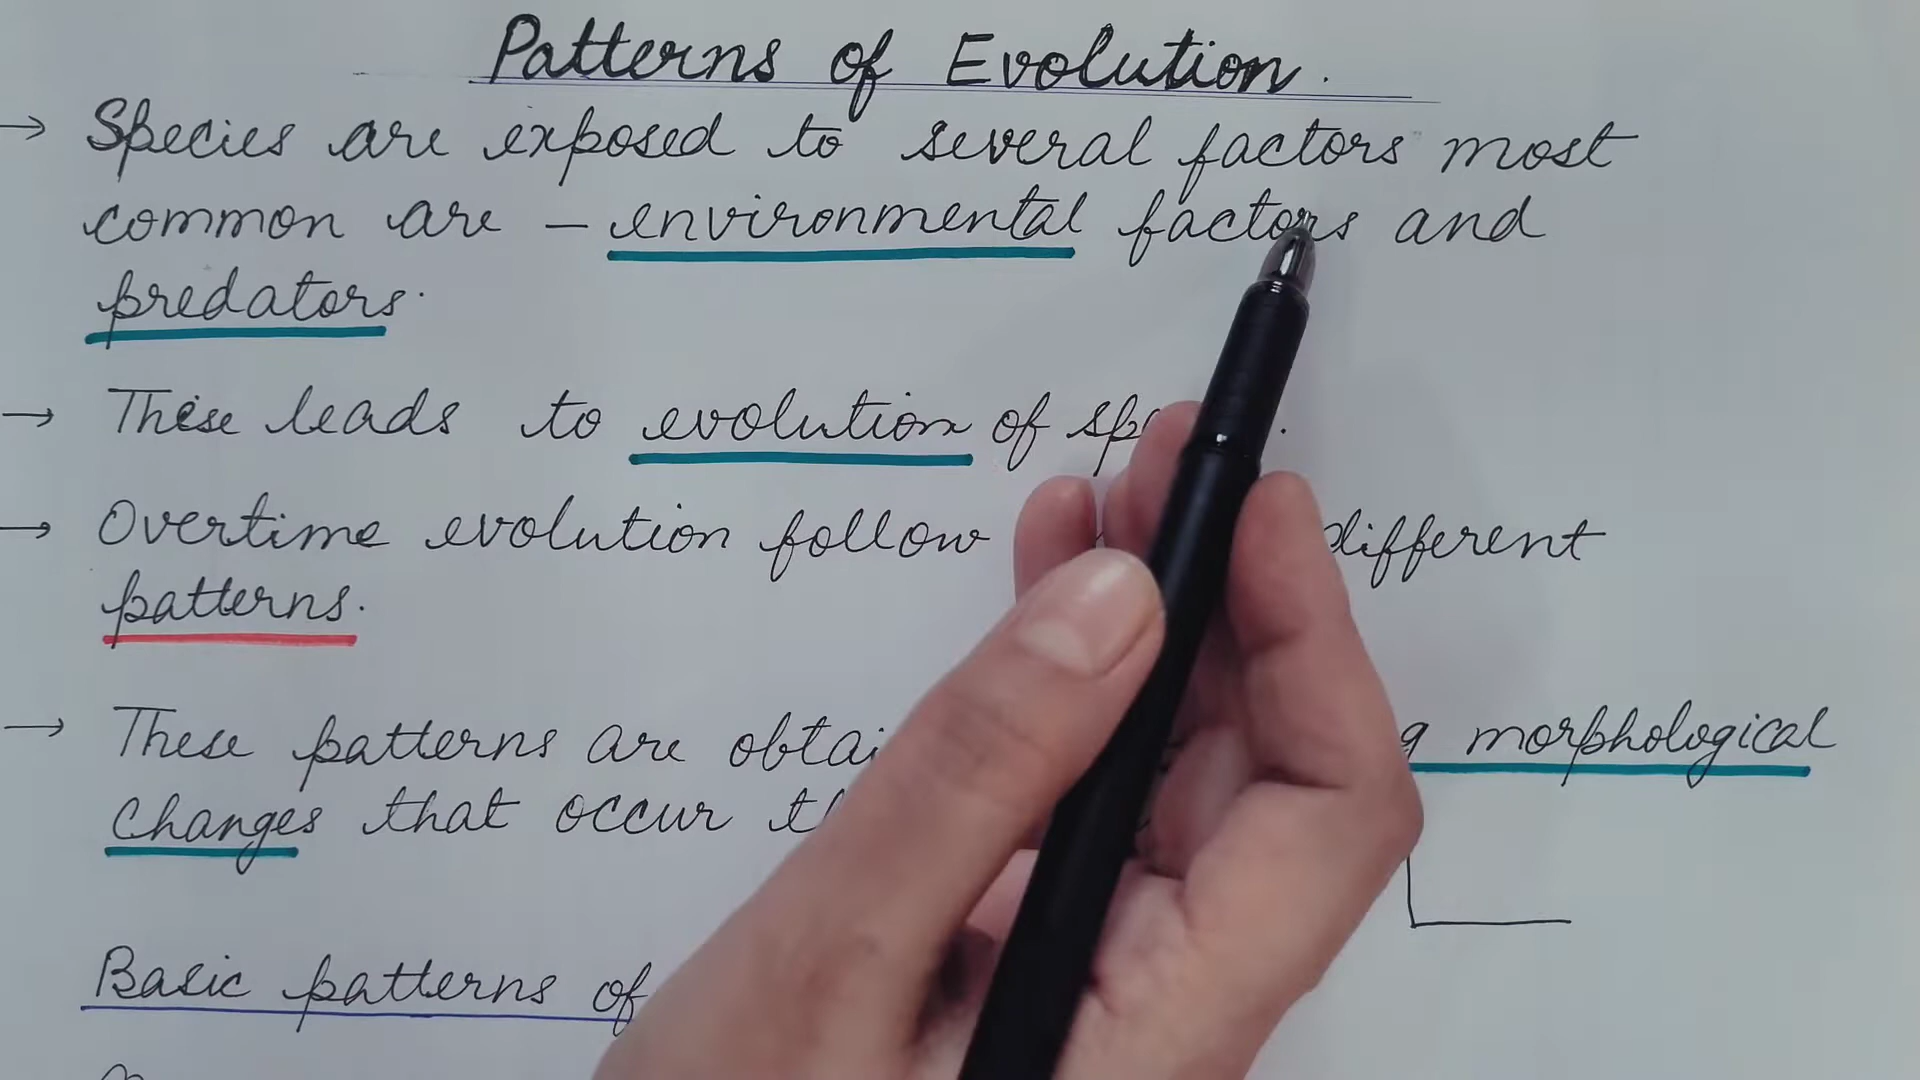 Patterns of Evolution.
→ Species are exposed to several factors most
common are – environmental factors and
predators.
→ These leads to evolution of
→ Overtime evolution follow different
patterns.
→ These patterns are morphological
changes that occur
Basic patterns of